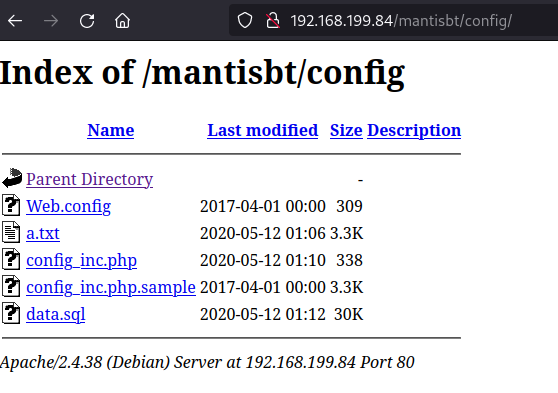 192.168.199.84/mantisbt/config/
Index of /mantisbt/config
Name Last modified Size Description
Parent Directory -
Web.config 2017-04-01 00:00 309
a.txt 2020-05-12 01:06 3.3K
config_inc.php 2020-05-12 01:10 338
config_inc.php.sample 2017-04-01 00:00 3.3K
data.sql 2020-05-12 01:12 30K
Apache/2.4.38 (Debian) Server at 192.168.199.84 Port 80